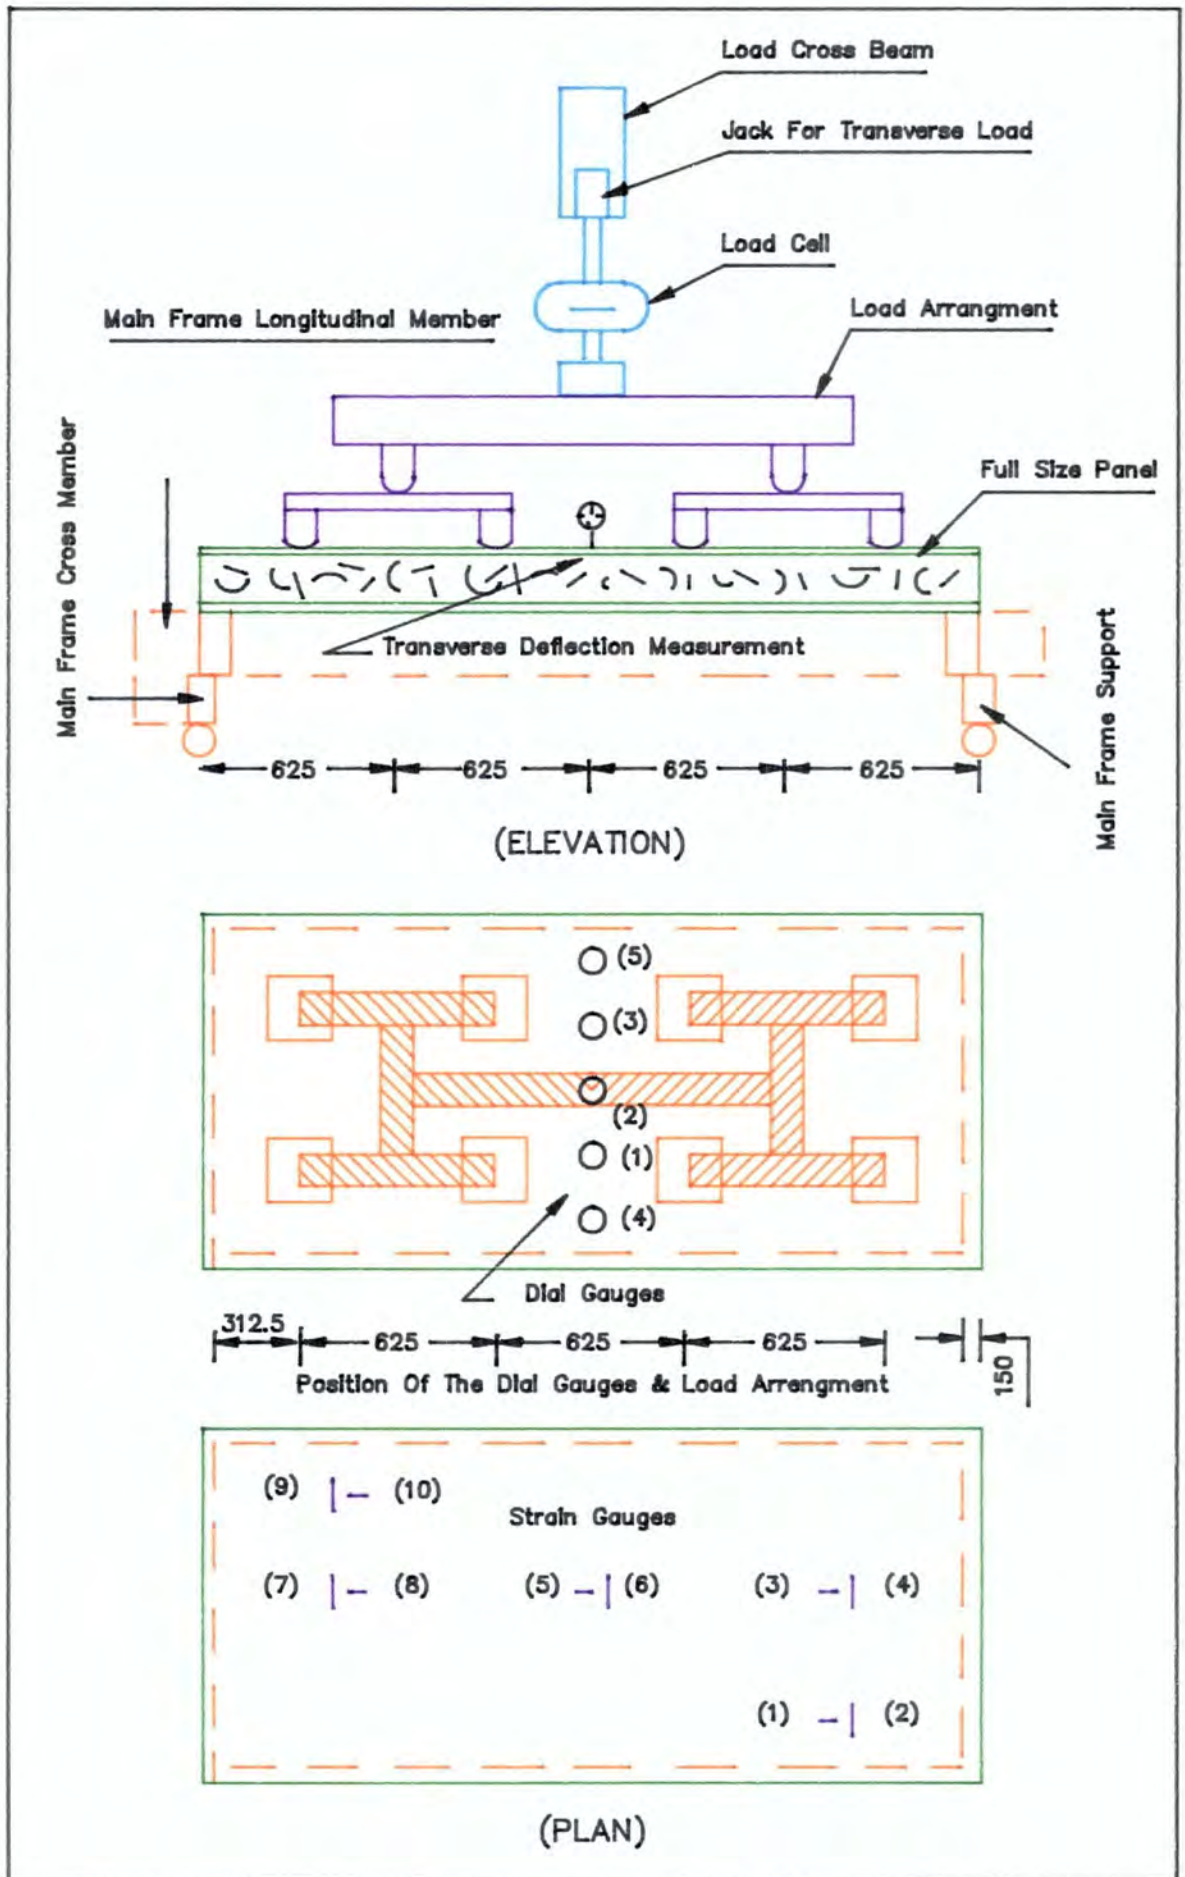 Load Cross Beam
Jack For Transverse Load
Load Cell
Main Frame Longitudinal Member
Load Arrangment
Full Size Panel
Main Frame Cross Member
Transverse Deflection Measurement
Main Frame Support
625 625 625 625
(ELEVATION)
(5)
(3)
(2)
(1)
(4)
Dial Gauges
312.5 625 625 625 150
Position Of The Dial Gauges & Load Arrengment
(9) (10)
Strain Gauges
(7) (8) (5) (6) (3) (4)
(1) (2)
(PLAN)